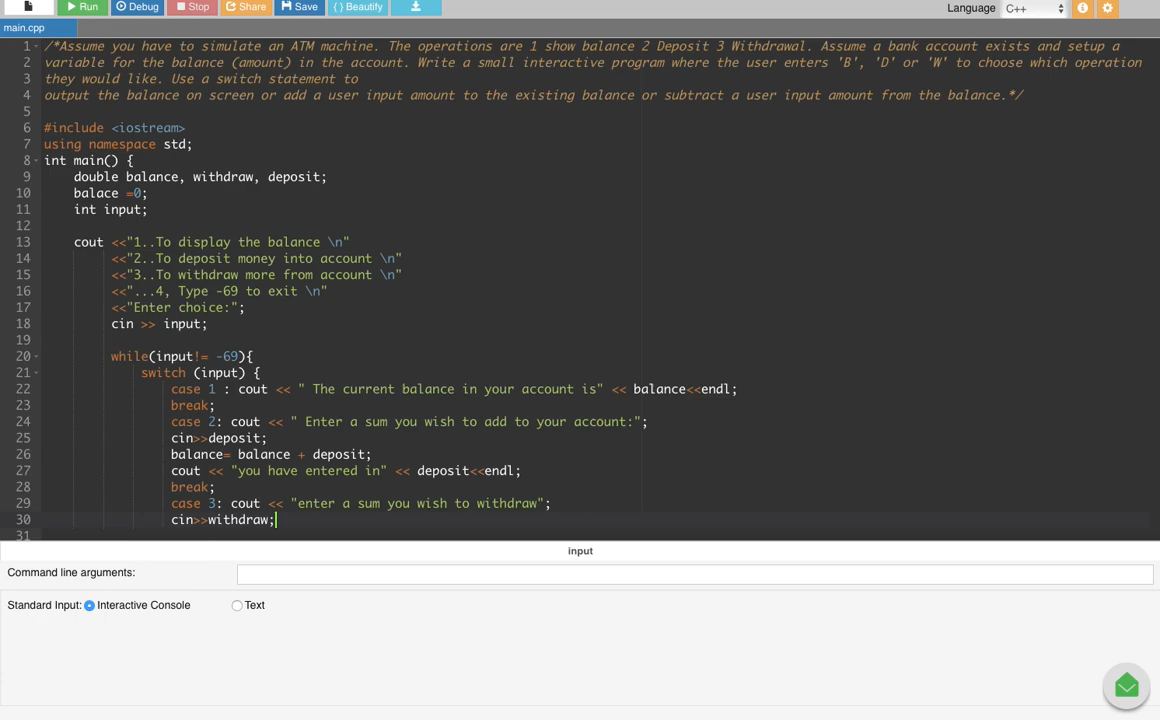 Run Debug Stop Share Save { } Beautify Language C++
main.cpp
1 /*Assume you have to simulate an ATM machine. The operations are 1 show balance 2 Deposit 3 Withdrawal. Assume a bank account exists and setup a
2 variable for the balance (amount) in the account. Write a small interactive program where the user enters 'B', 'D' or 'W' to choose which operation
3 they would like. Use a switch statement to
4 output the balance on screen or add a user input amount to the existing balance or subtract a user input amount from the balance.*/
5
6 #include <iostream>
7 using namespace std;
8 int main() {
9 double balance, withdraw, deposit;
10 balace =0;
11 int input;
12
13 cout <<"1..To display the balance \n"
14 <<"2..To deposit money into account \n"
15 <<"3..To withdraw more from account \n"
16 <<"...4, Type -69 to exit \n"
17 <<"Enter choice:";
18 cin >> input;
19
20 while(input!= -69){
21 switch (input) {
22 case 1 : cout << " The current balance in your account is" << balance<<endl;
23 break;
24 case 2: cout << " Enter a sum you wish to add to your account:";
25 cin>>deposit;
26 balance= balance + deposit;
27 cout << "you have entered in" << deposit<<endl;
28 break;
29 case 3: cout << "enter a sum you wish to withdraw";
30 cin>>withdraw;
31
input
Command line arguments:
Standard Input: Interactive Console Text